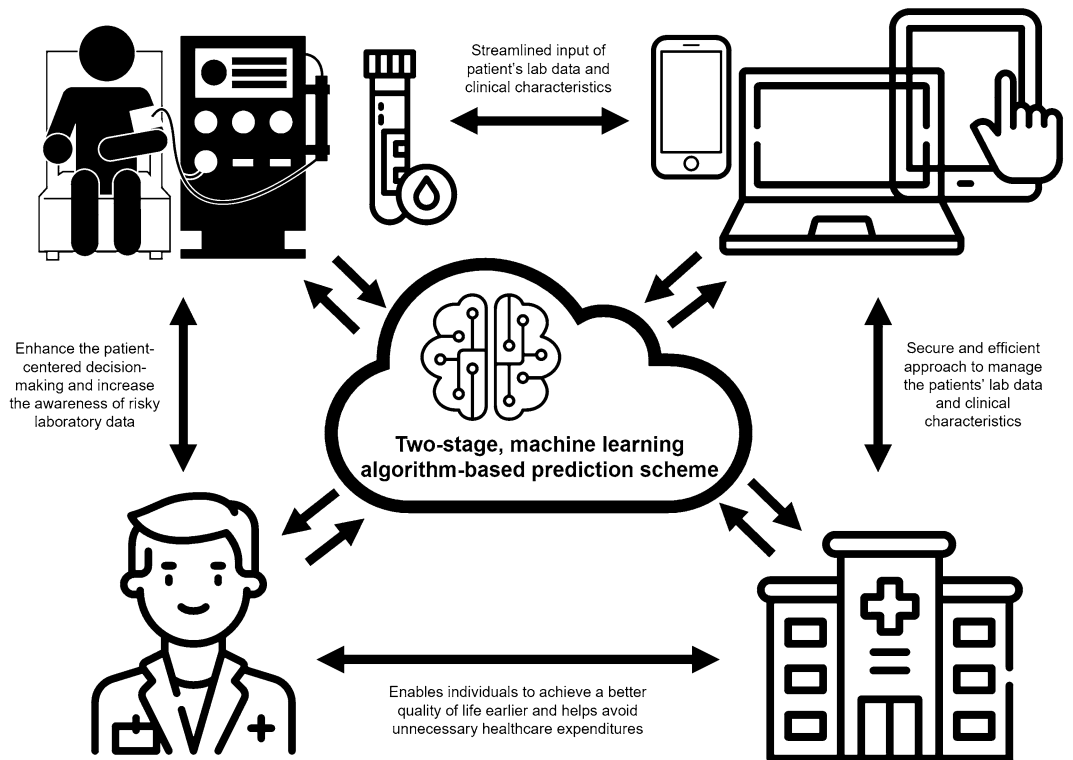 Streamlined input of
patient's lab data and
clinical characteristics
Enhance the patient-
centered decision-
making and increase
the awareness of risky
laboratory data
Secure and efficient
approach to manage
the patients' lab data
and clinical
characteristics
Two-stage, machine learning
algorithm-based prediction scheme
Enables individuals to achieve a better
quality of life earlier and helps avoid
unnecessary healthcare expenditures